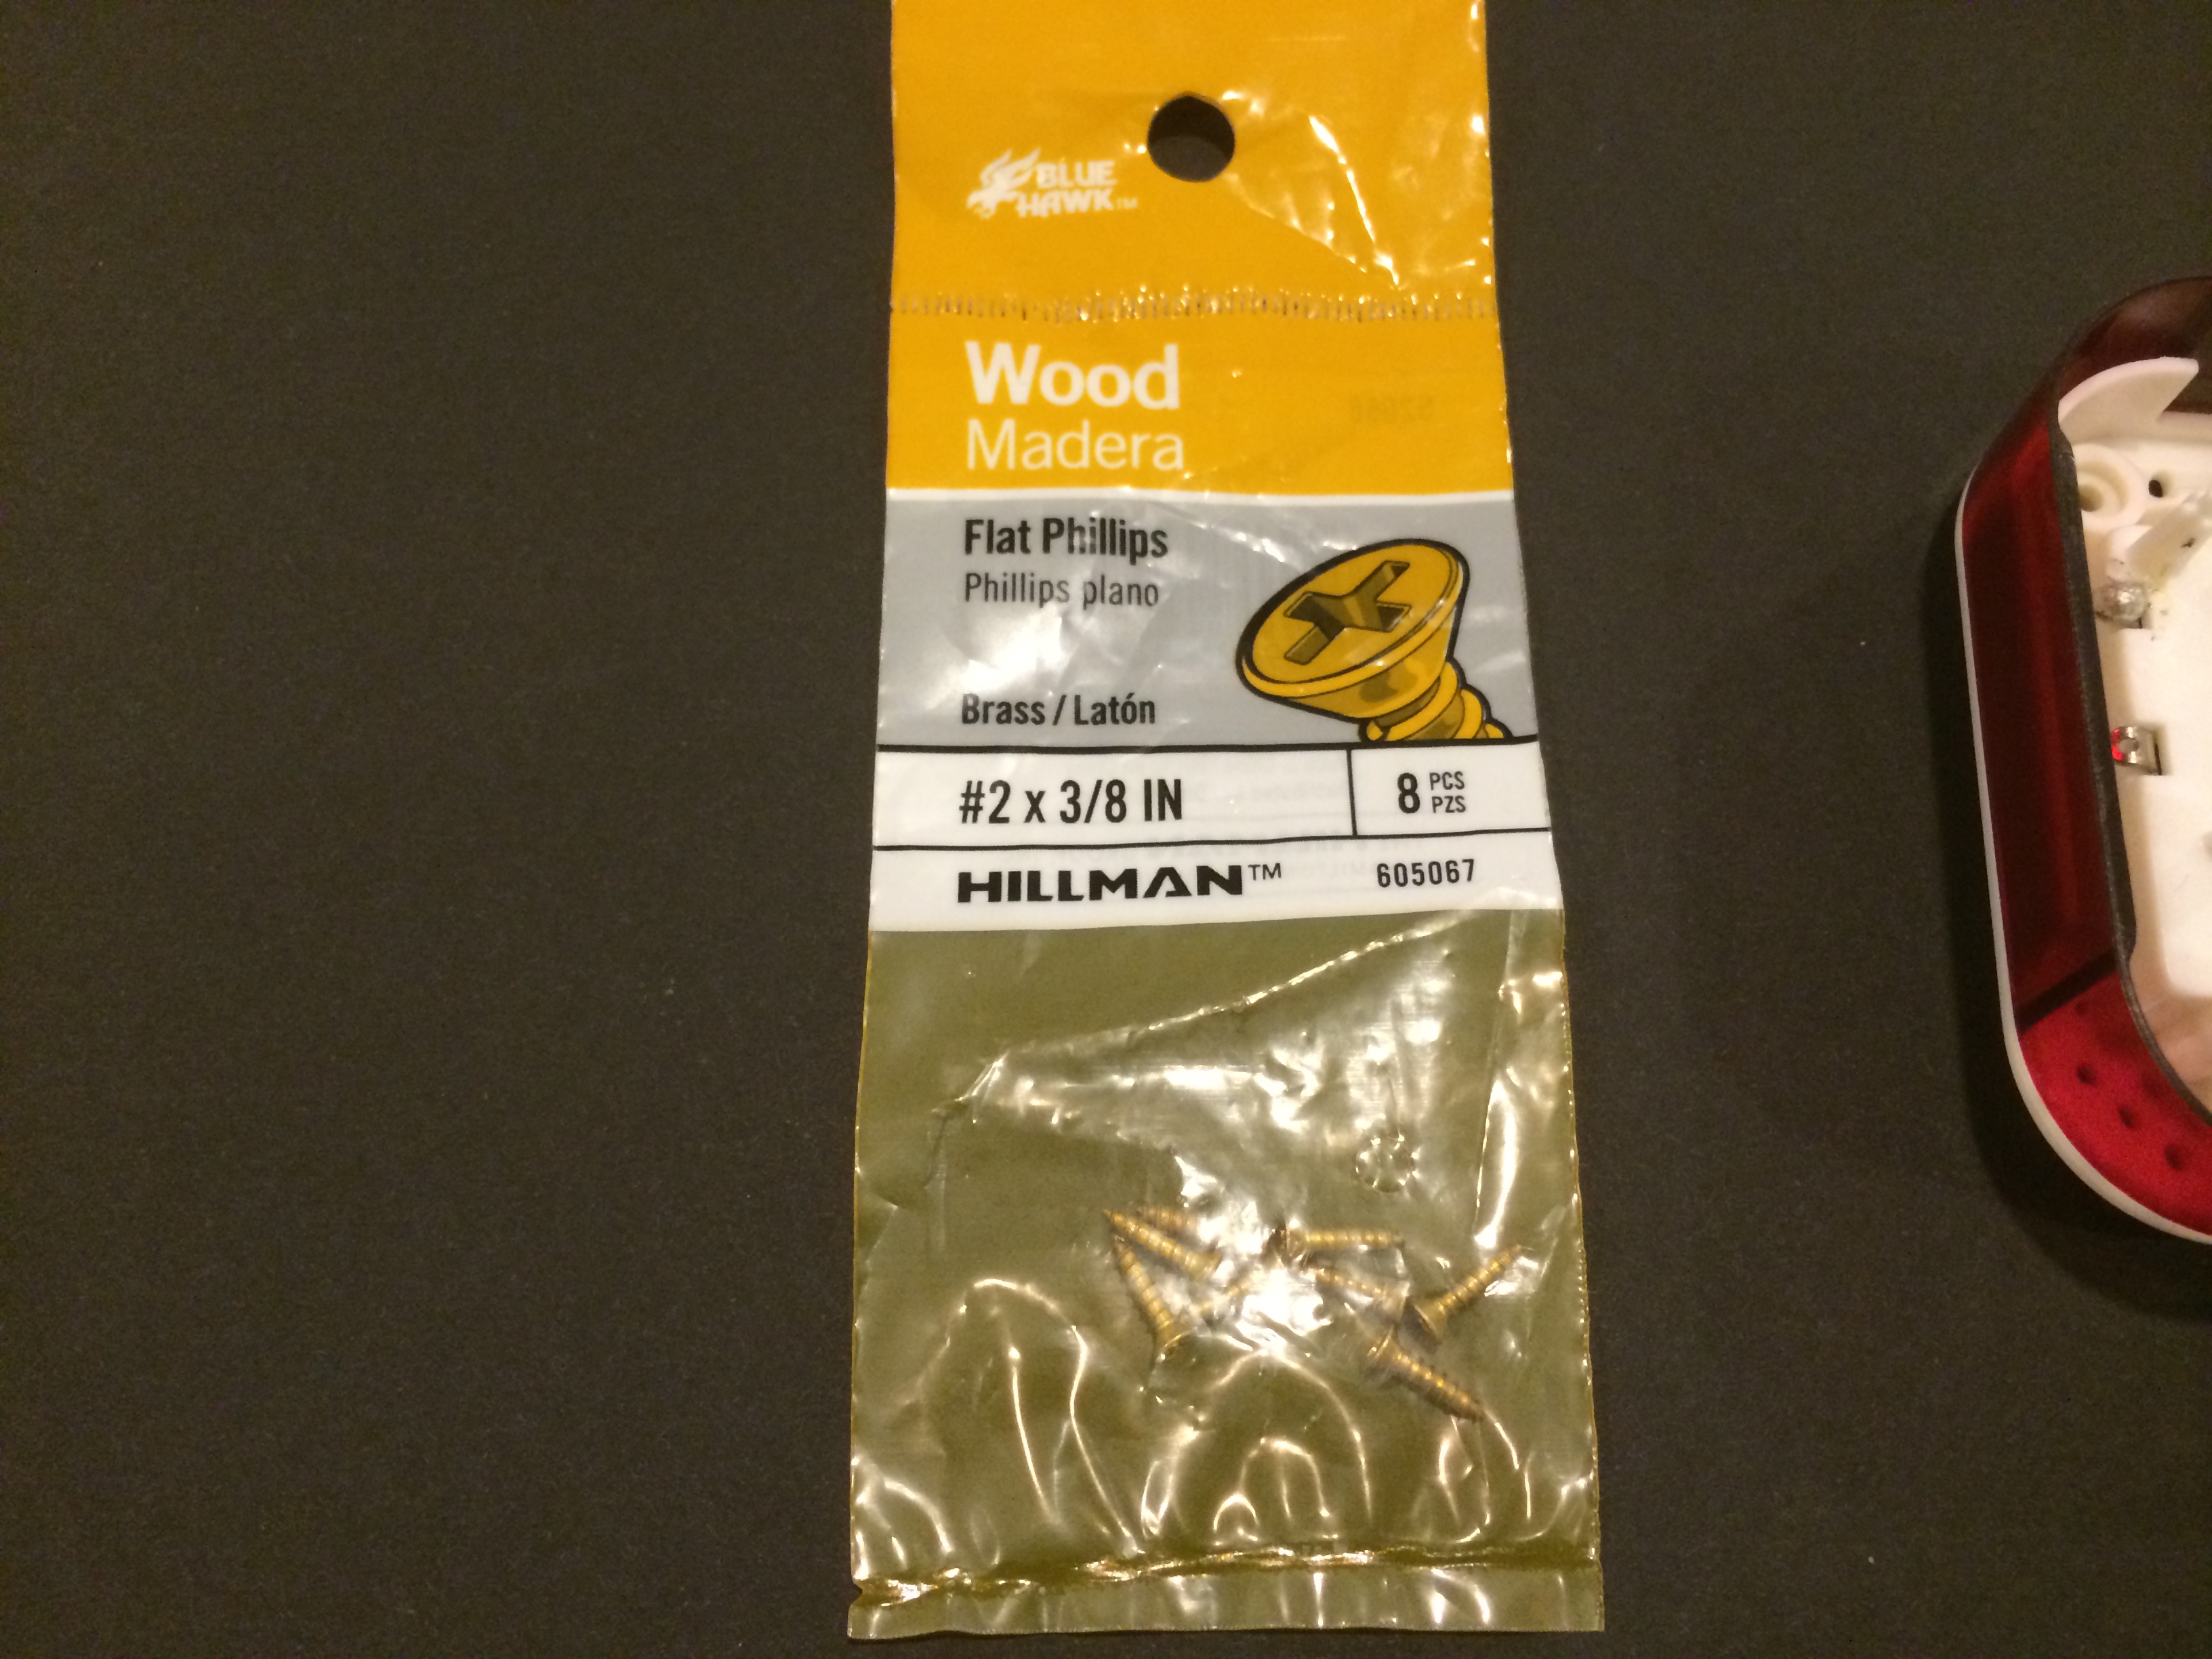 BLUE
HAWK™
Wood
Madera
Flat Phillips
Phillips plano
Brass / Latón
#2 x 3/8 IN
8 PCS
PZS
HILLMAN™ 605067